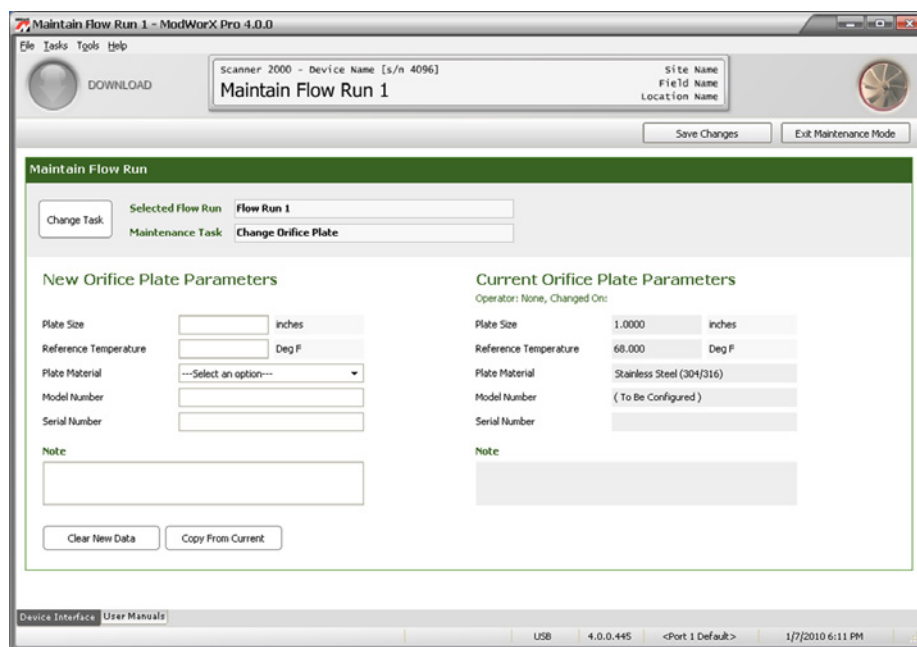 Maintain Flow Run 1 - ModWorX Pro 4.0.0
File Tasks Tools Help
DOWNLOAD
Scanner 2000 - Device Name [s/n 4096]
Maintain Flow Run 1
Site Name
Field Name
Location Name
Save Changes Exit Maintenance Mode
Maintain Flow Run
Change Task
Selected Flow Run Flow Run 1
Maintenance Task Change Orifice Plate
New Orifice Plate Parameters
Plate Size inches
Reference Temperature Deg F
Plate Material ---Select an option---
Model Number
Serial Number
Note
Clear New Data Copy From Current
Current Orifice Plate Parameters
Operator: None, Changed On:
Plate Size 1.0000 inches
Reference Temperature 68.000 Deg F
Plate Material Stainless Steel (304/316)
Model Number ( To Be Configured )
Serial Number
Note
Device Interface User Manuals
USB 4.0.0.445 <Port 1 Default> 1/7/2010 6:11 PM